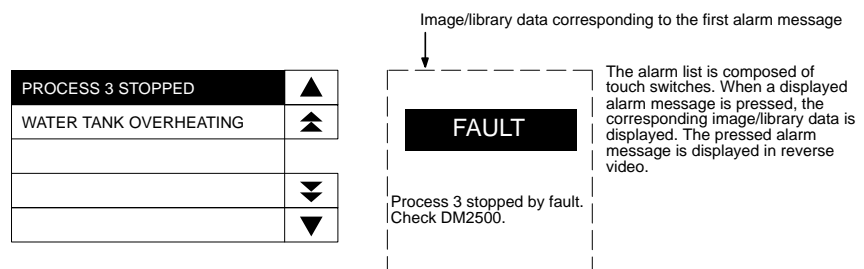 Image/library data corresponding to the first alarm message
PROCESS 3 STOPPED
WATER TANK OVERHEATING
FAULT
Process 3 stopped by fault.
Check DM2500.
The alarm list is composed of
touch switches. When a displayed
alarm message is pressed, the
corresponding image/library data is
displayed. The pressed alarm
message is displayed in reverse
video.